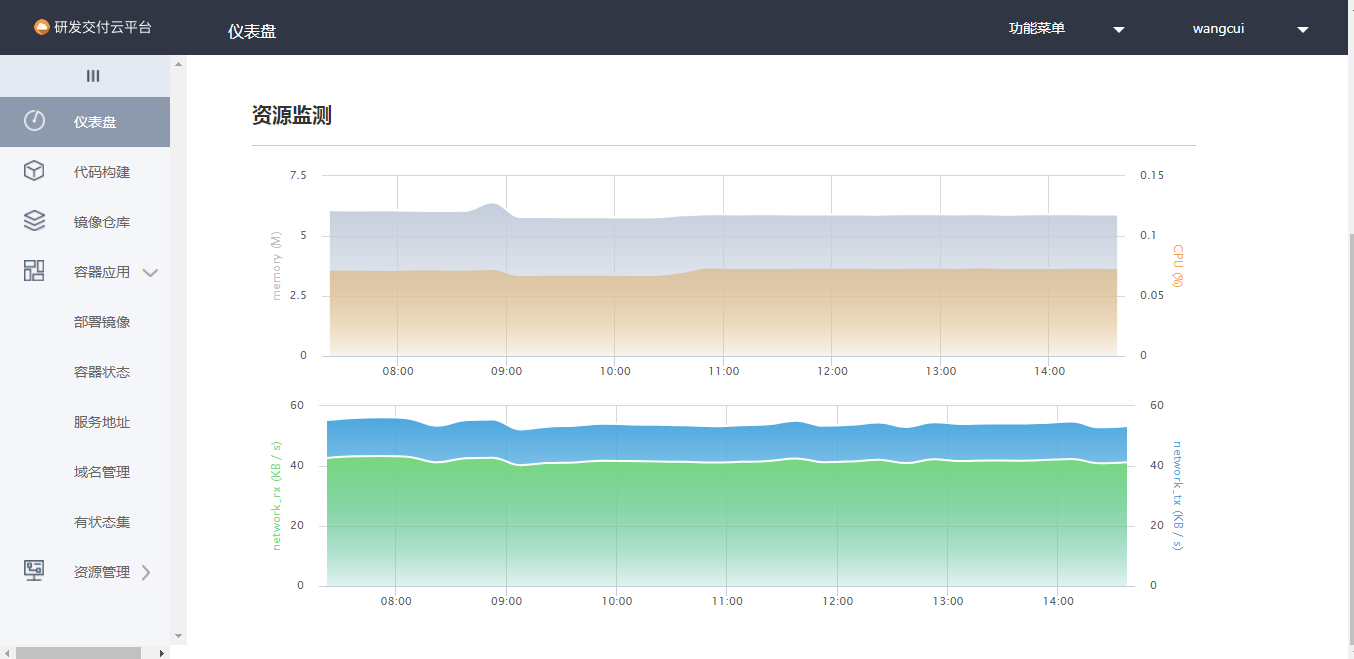 研发交付云平台
仪表盘
功能菜单
wangcui
仪表盘
代码构建
镜像仓库
容器应用
部署镜像
容器状态
服务地址
域名管理
有状态集
资源管理
资源监测
7.5
5
2.5
0
memory (M)
0.15
0.1
0.05
0
CPU (%)
08:00 09:00 10:00 11:00 12:00 13:00 14:00
60
40
20
0
network_rx (KB / s)
60
40
20
0
network_tx (KB / s)
08:00 09:00 10:00 11:00 12:00 13:00 14:00